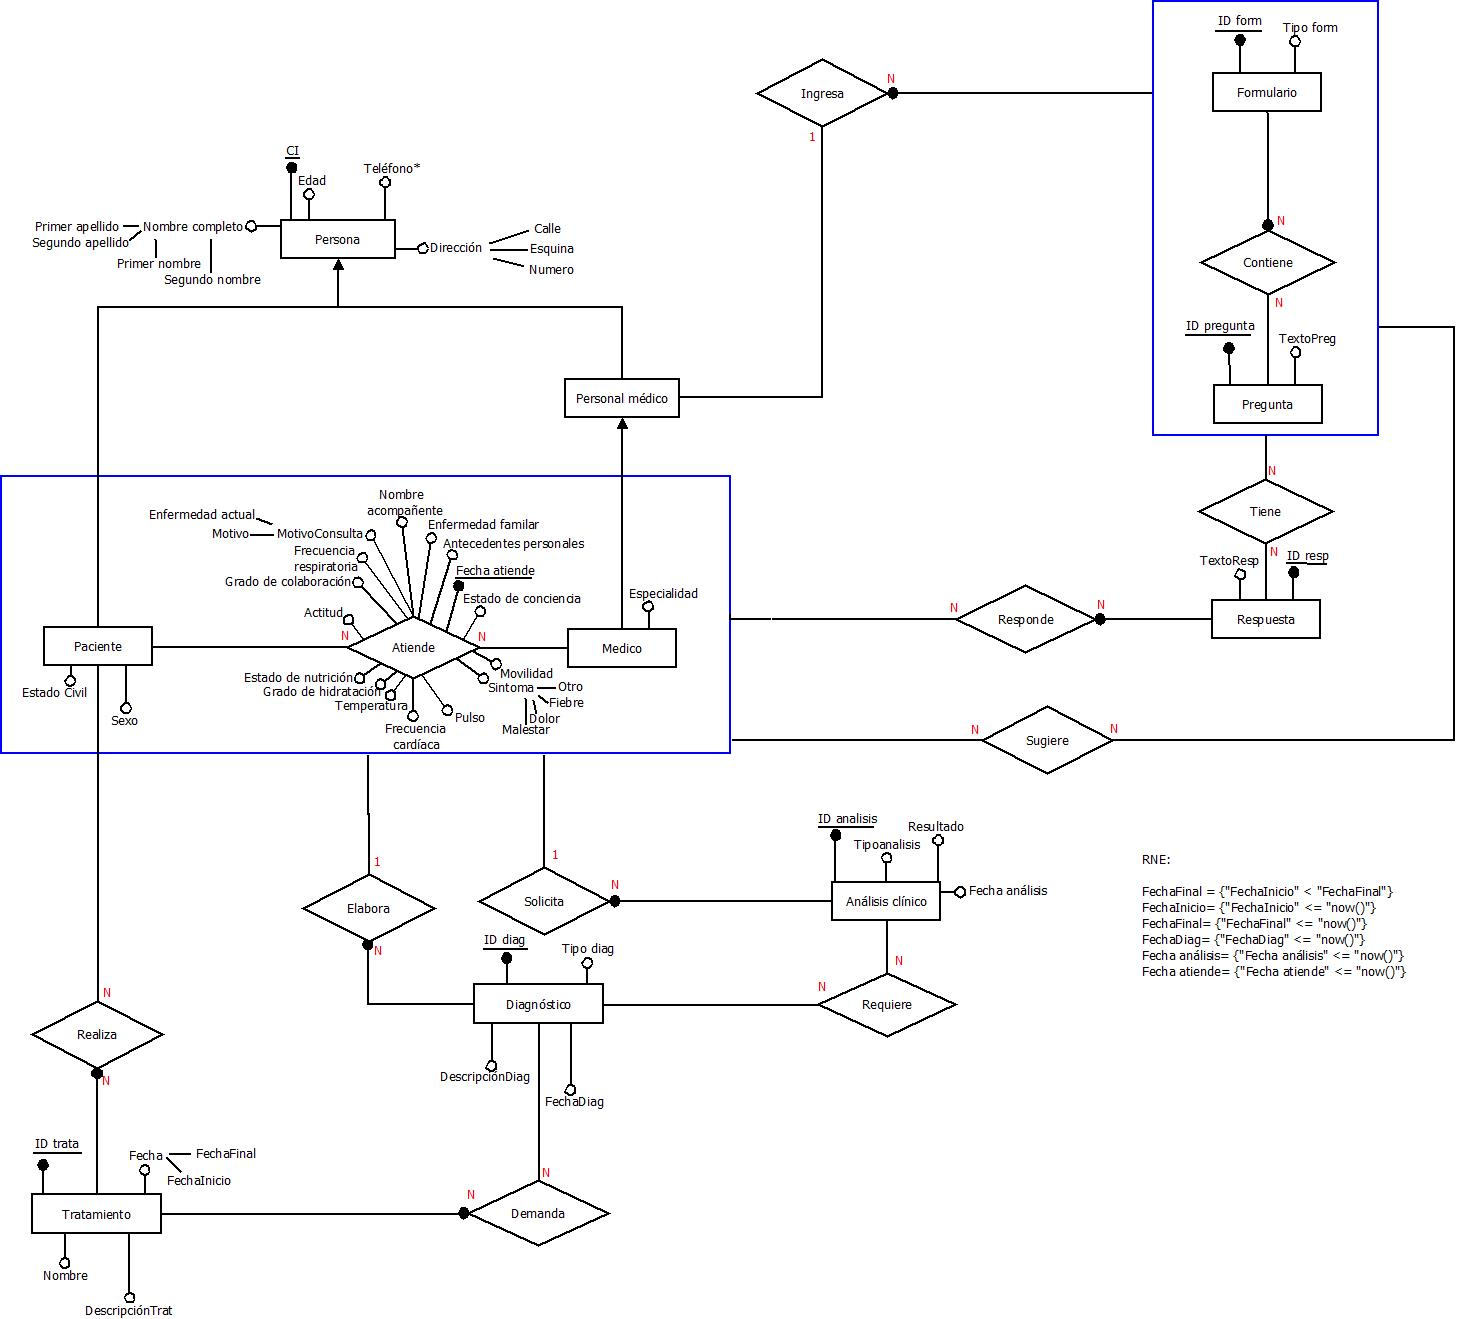 ID form
Tipo form
Formulario
N
Ingresa
1
N
Contiene
N
ID pregunta
TextoPreg
Pregunta
CI
Edad
Teléfono*
Primer apellido
Nombre completo
Segundo apellido
Primer nombre
Segundo nombre
Persona
Dirección
Calle
Esquina
Numero
Personal médico
N
Tiene
N
TextoResp
ID resp
Respuesta
Nombre
acompañente
Enfermedad actual
Motivo
MotivoConsulta
Enfermedad familar
Antecedentes personales
Frecuencia
respiratoria
Grado de colaboración
Fecha atiende
Estado de conciencia
Actitud
Especialidad
N
Atiende
N
Paciente
Medico
Estado Civil
Sexo
Estado de nutrición
Grado de hidratación
Temperatura
Frecuencia
cardíaca
Pulso
Movilidad
Sintoma
Otro
Fiebre
Dolor
Malestar
N
Responde
N
N
Sugiere
N
1
Elabora
N
1
Solicita
N
ID analisis
Tipoanalisis
Resultado
Análisis clínico
Fecha análisis
ID diag
Tipo diag
Diagnóstico
N
N
Requiere
DescripciónDiag
FechaDiag
RNE:
FechaFinal = {"FechaInicio" < "FechaFinal"}
FechaInicio= {"FechaInicio" <= "now()"}
FechaFinal= {"FechaFinal" <= "now()"}
FechaDiag= {"FechaDiag" <= "now()"}
Fecha análisis= {"Fecha análisis" <= "now()"}
Fecha atiende= {"Fecha atiende" <= "now()"}
N
Realiza
N
ID trata
Fecha
FechaFinal
FechaInicio
Tratamiento
Nombre
DescripciónTrat
N
N
Demanda